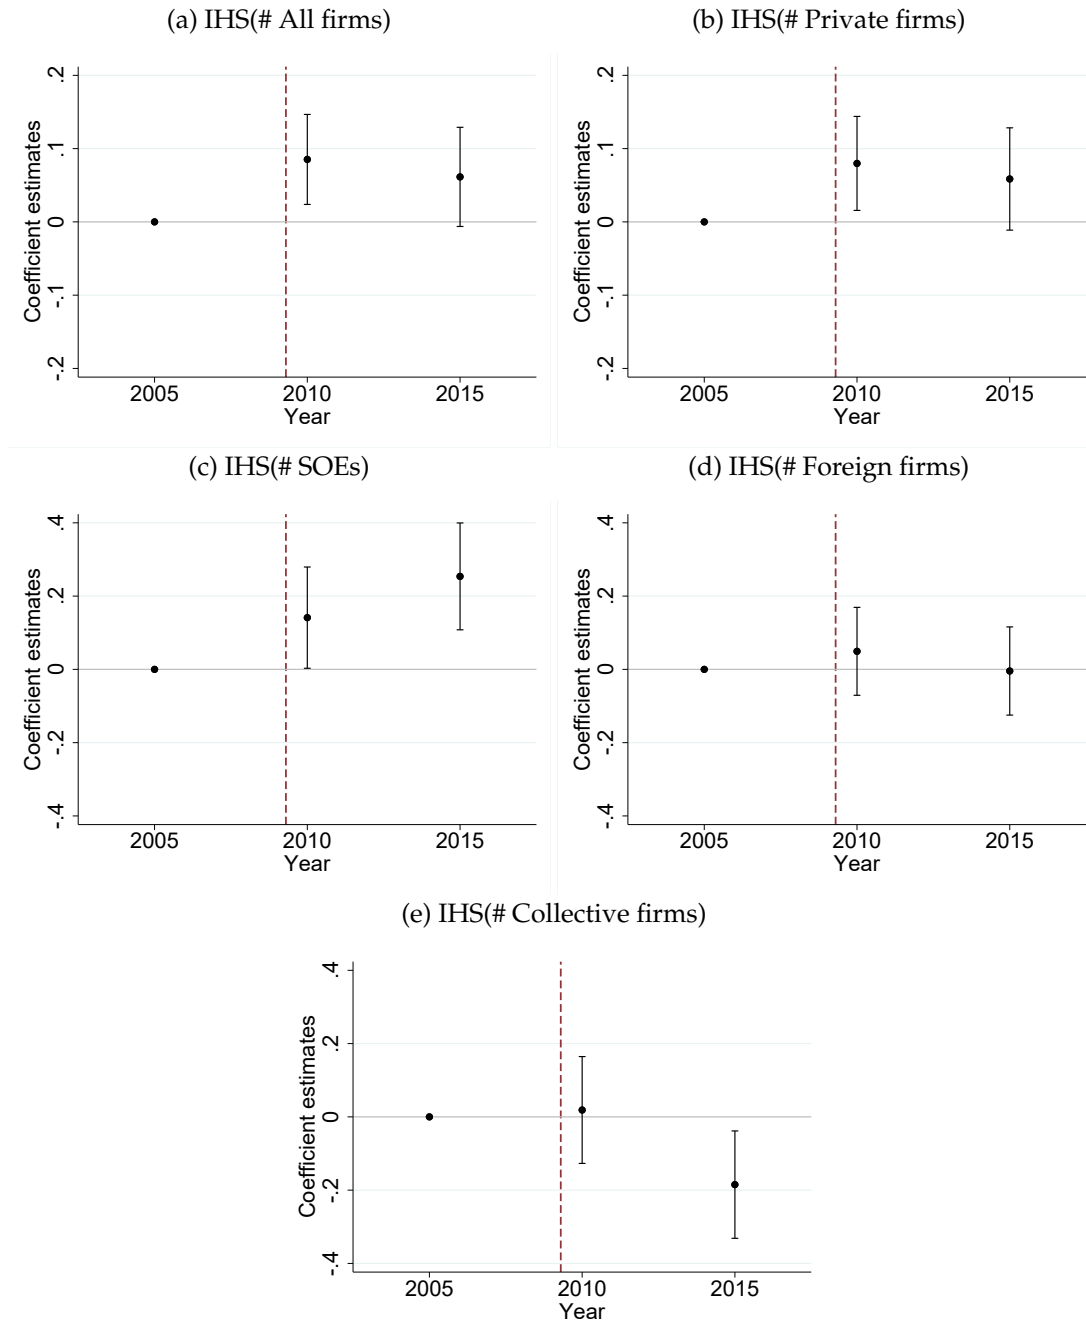 (a) IHS(# All firms)
(b) IHS(# Private firms)
Coefficient estimates
.2
.1
0
-.1
-.2
2005 2010 2015
Year
Coefficient estimates
.2
.1
0
-.1
-.2
2005 2010 2015
Year
(c) IHS(# SOEs)
(d) IHS(# Foreign firms)
Coefficient estimates
.4
.2
0
-.2
-.4
2005 2010 2015
Year
Coefficient estimates
.4
.2
0
-.2
-.4
2005 2010 2015
Year
(e) IHS(# Collective firms)
Coefficient estimates
.4
.2
0
-.2
-.4
2005 2010 2015
Year